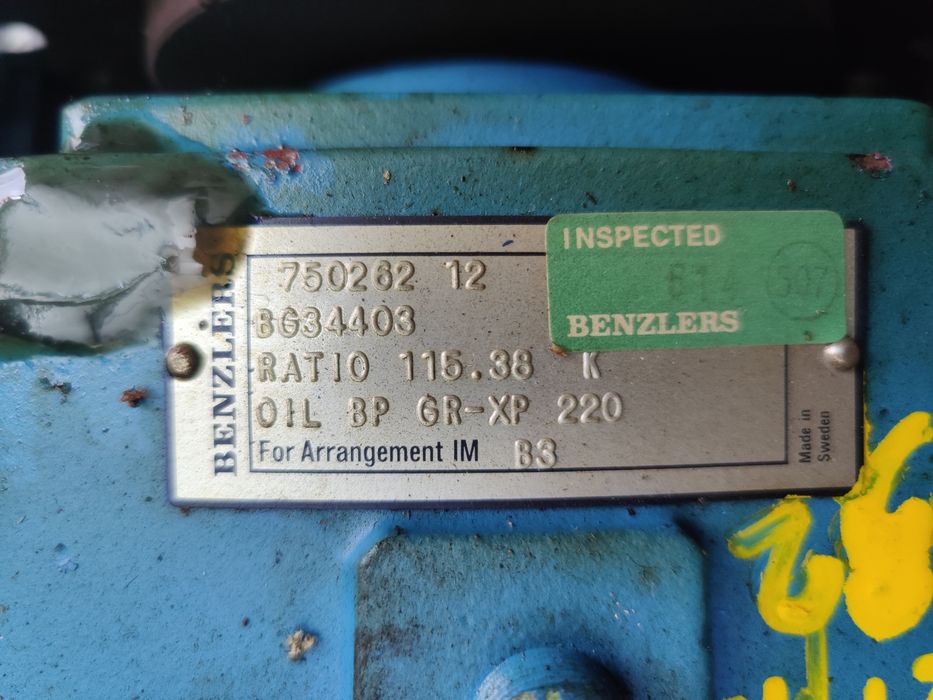 BENZLERS
750262 12
BG34403
RATIO 115.38 K
OIL BP GR-XP 220
For Arrangement IM B3
INSPECTED
BENZLERS
Made in
Sweden